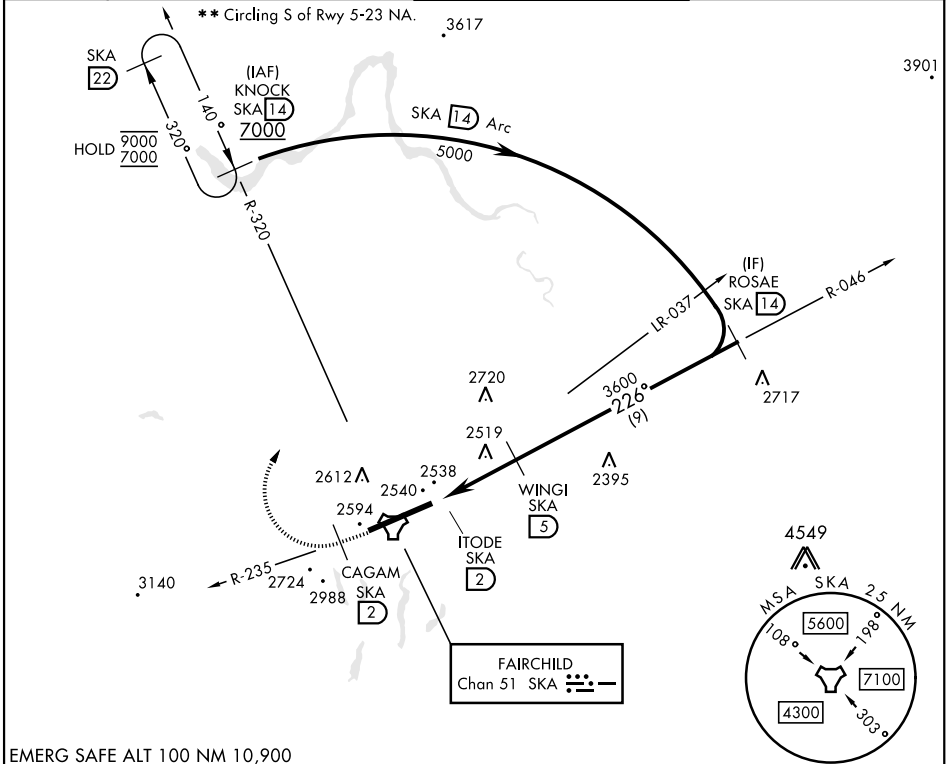 ** Circling S of Rwy 5-23 NA.
3617
3901
SKA
22
(IAF)
KNOCK
SKA 14
7000
SKA 14 Arc
5000
140°
320°
HOLD 9000
7000
R-320
(IF)
ROSAE
SKA 14
LR-037
R-046
2720
3600
226°
(9)
2717
2519
2612
2538
2540
2395
WINGI
SKA
5
2594
ITODE
SKA
2
4549
R-235
CAGAM
SKA
2
3140
2724
2988
MSA SKA 25 NM
5600
108°
198°
7100
4300
303°
FAIRCHILD
Chan 51 SKA
EMERG SAFE ALT 100 NM 10,900